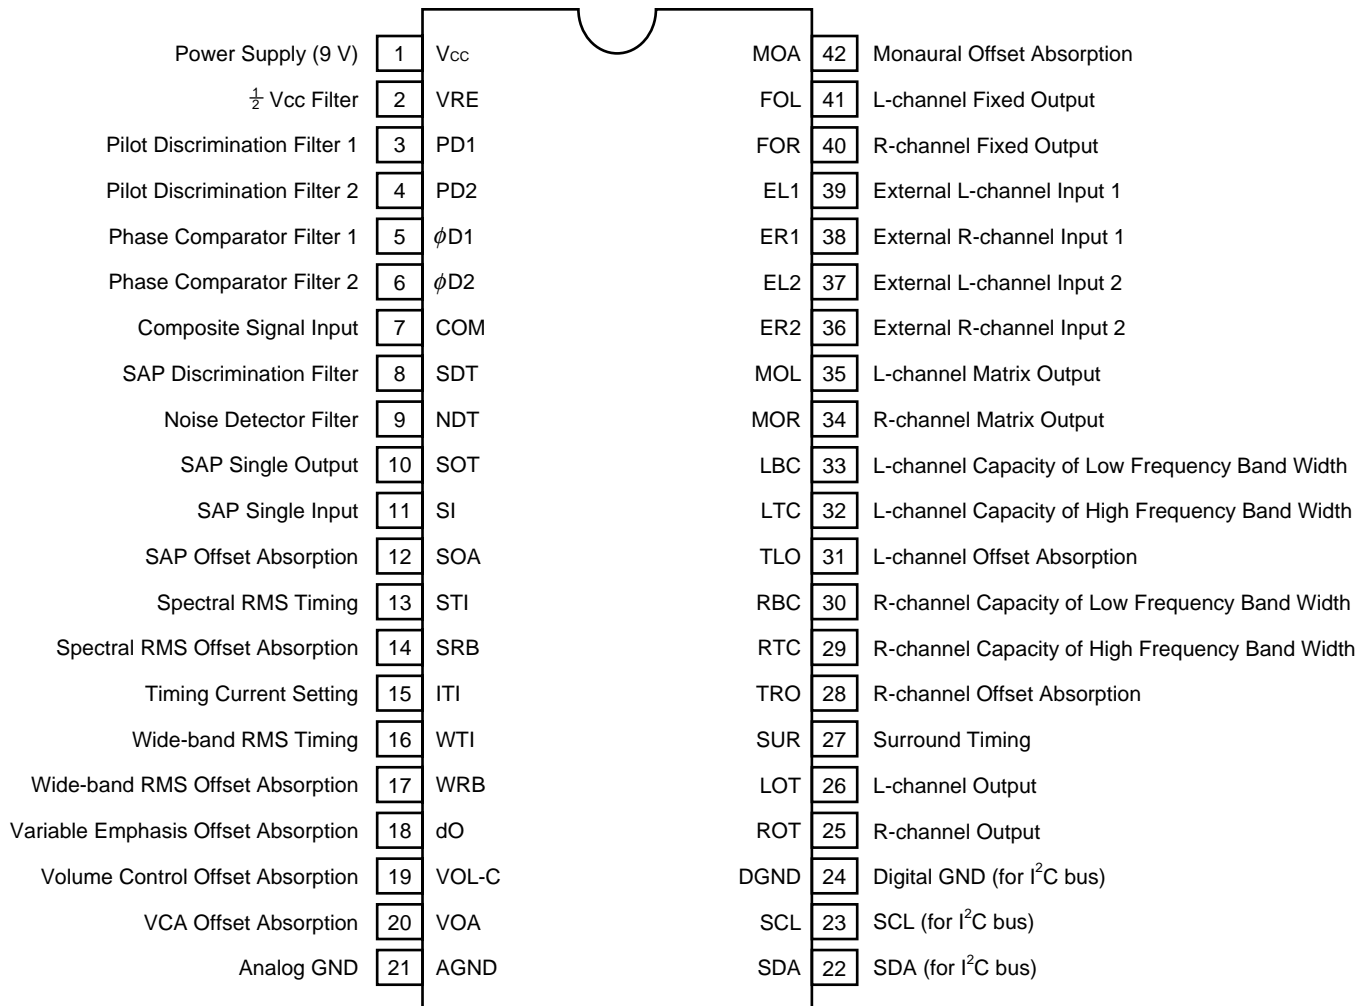 Power Supply (9 V) 1 Vcc MOA 42 Monaural Offset Absorption
1/2 Vcc Filter 2 VRE FOL 41 L-channel Fixed Output
Pilot Discrimination Filter 1 3 PD1 FOR 40 R-channel Fixed Output
Pilot Discrimination Filter 2 4 PD2 EL1 39 External L-channel Input 1
Phase Comparator Filter 1 5 ϕD1 ER1 38 External R-channel Input 1
Phase Comparator Filter 2 6 ϕD2 EL2 37 External L-channel Input 2
Composite Signal Input 7 COM ER2 36 External R-channel Input 2
SAP Discrimination Filter 8 SDT MOL 35 L-channel Matrix Output
Noise Detector Filter 9 NDT MOR 34 R-channel Matrix Output
SAP Single Output 10 SOT LBC 33 L-channel Capacity of Low Frequency Band Width
SAP Single Input 11 SI LTC 32 L-channel Capacity of High Frequency Band Width
SAP Offset Absorption 12 SOA TLO 31 L-channel Offset Absorption
Spectral RMS Timing 13 STI RBC 30 R-channel Capacity of Low Frequency Band Width
Spectral RMS Offset Absorption 14 SRB RTC 29 R-channel Capacity of High Frequency Band Width
Timing Current Setting 15 ITI TRO 28 R-channel Offset Absorption
Wide-band RMS Timing 16 WTI SUR 27 Surround Timing
Wide-band RMS Offset Absorption 17 WRB LOT 26 L-channel Output
Variable Emphasis Offset Absorption 18 dO ROT 25 R-channel Output
Volume Control Offset Absorption 19 VOL-C DGND 24 Digital GND (for I²C bus)
VCA Offset Absorption 20 VOA SCL 23 SCL (for I²C bus)
Analog GND 21 AGND SDA 22 SDA (for I²C bus)